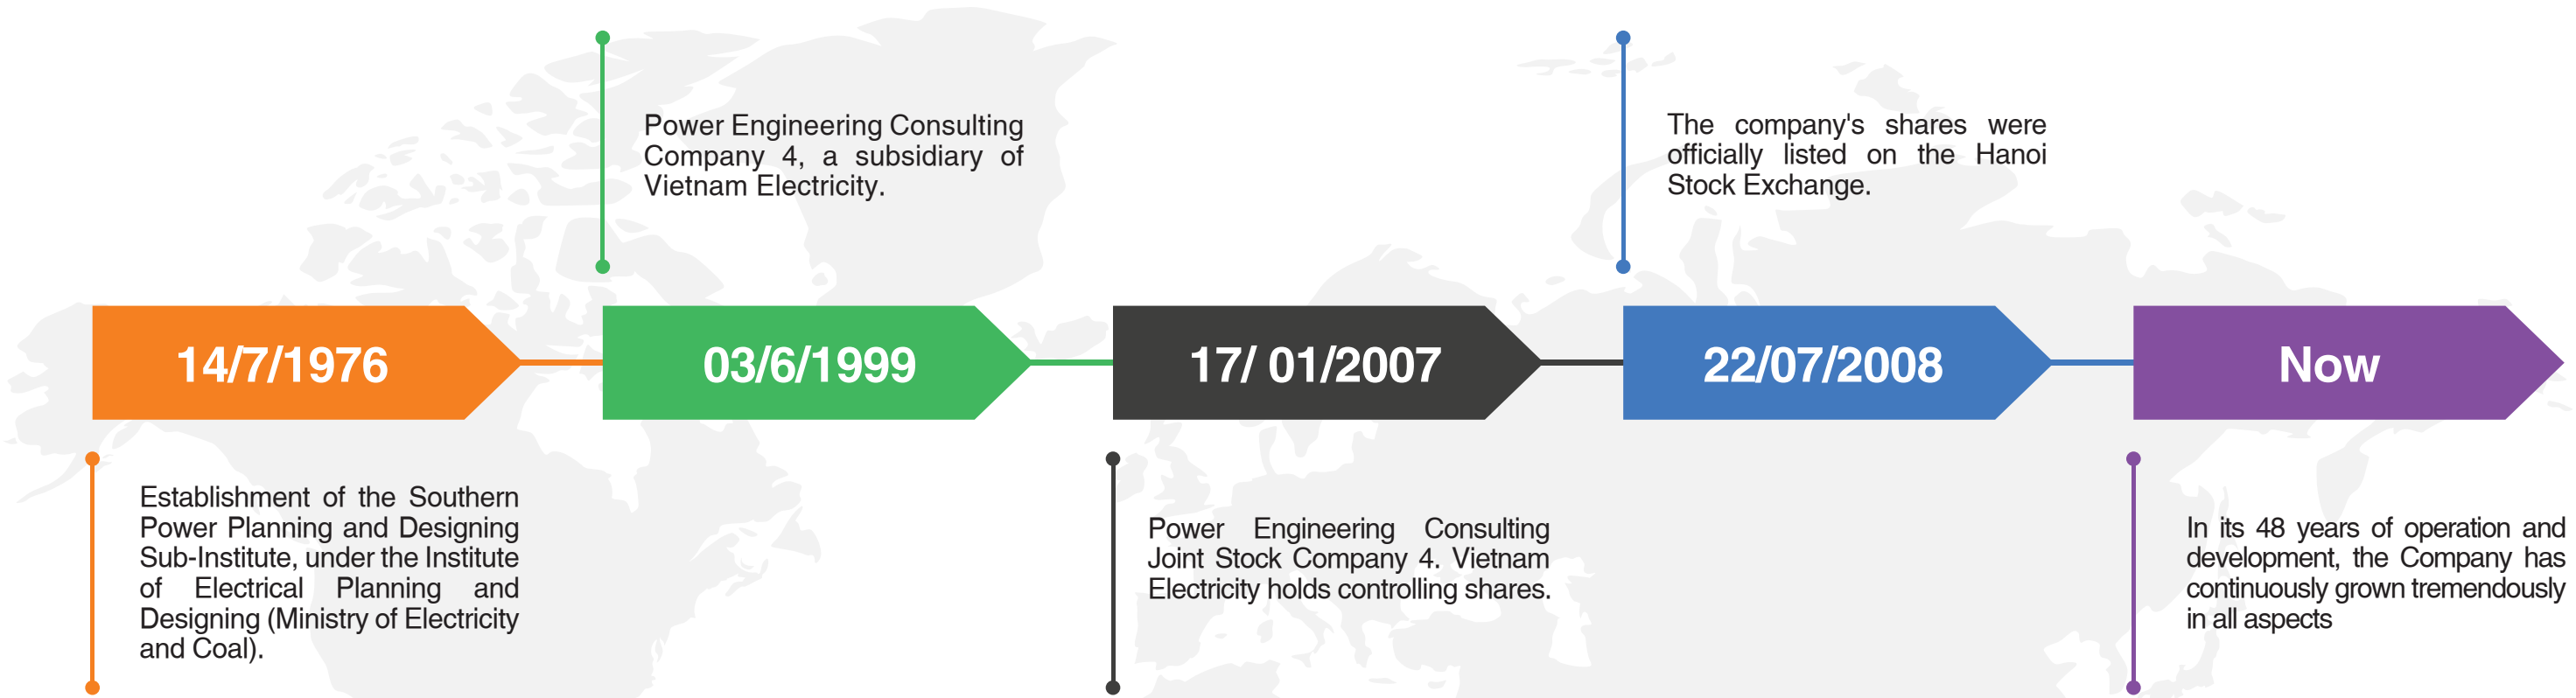 14/7/1976
Establishment of the Southern
Power Planning and Designing
Sub-Institute, under the Institute
of Electrical Planning and
Designing (Ministry of Electricity
and Coal).
03/6/1999
Power Engineering Consulting
Company 4, a subsidiary of
Vietnam Electricity.
17/ 01/2007
Power Engineering Consulting
Joint Stock Company 4. Vietnam
Electricity holds controlling shares.
22/07/2008
The company's shares were
officially listed on the Hanoi
Stock Exchange.
Now
In its 48 years of operation and
development, the Company has
continuously grown tremendously
in all aspects